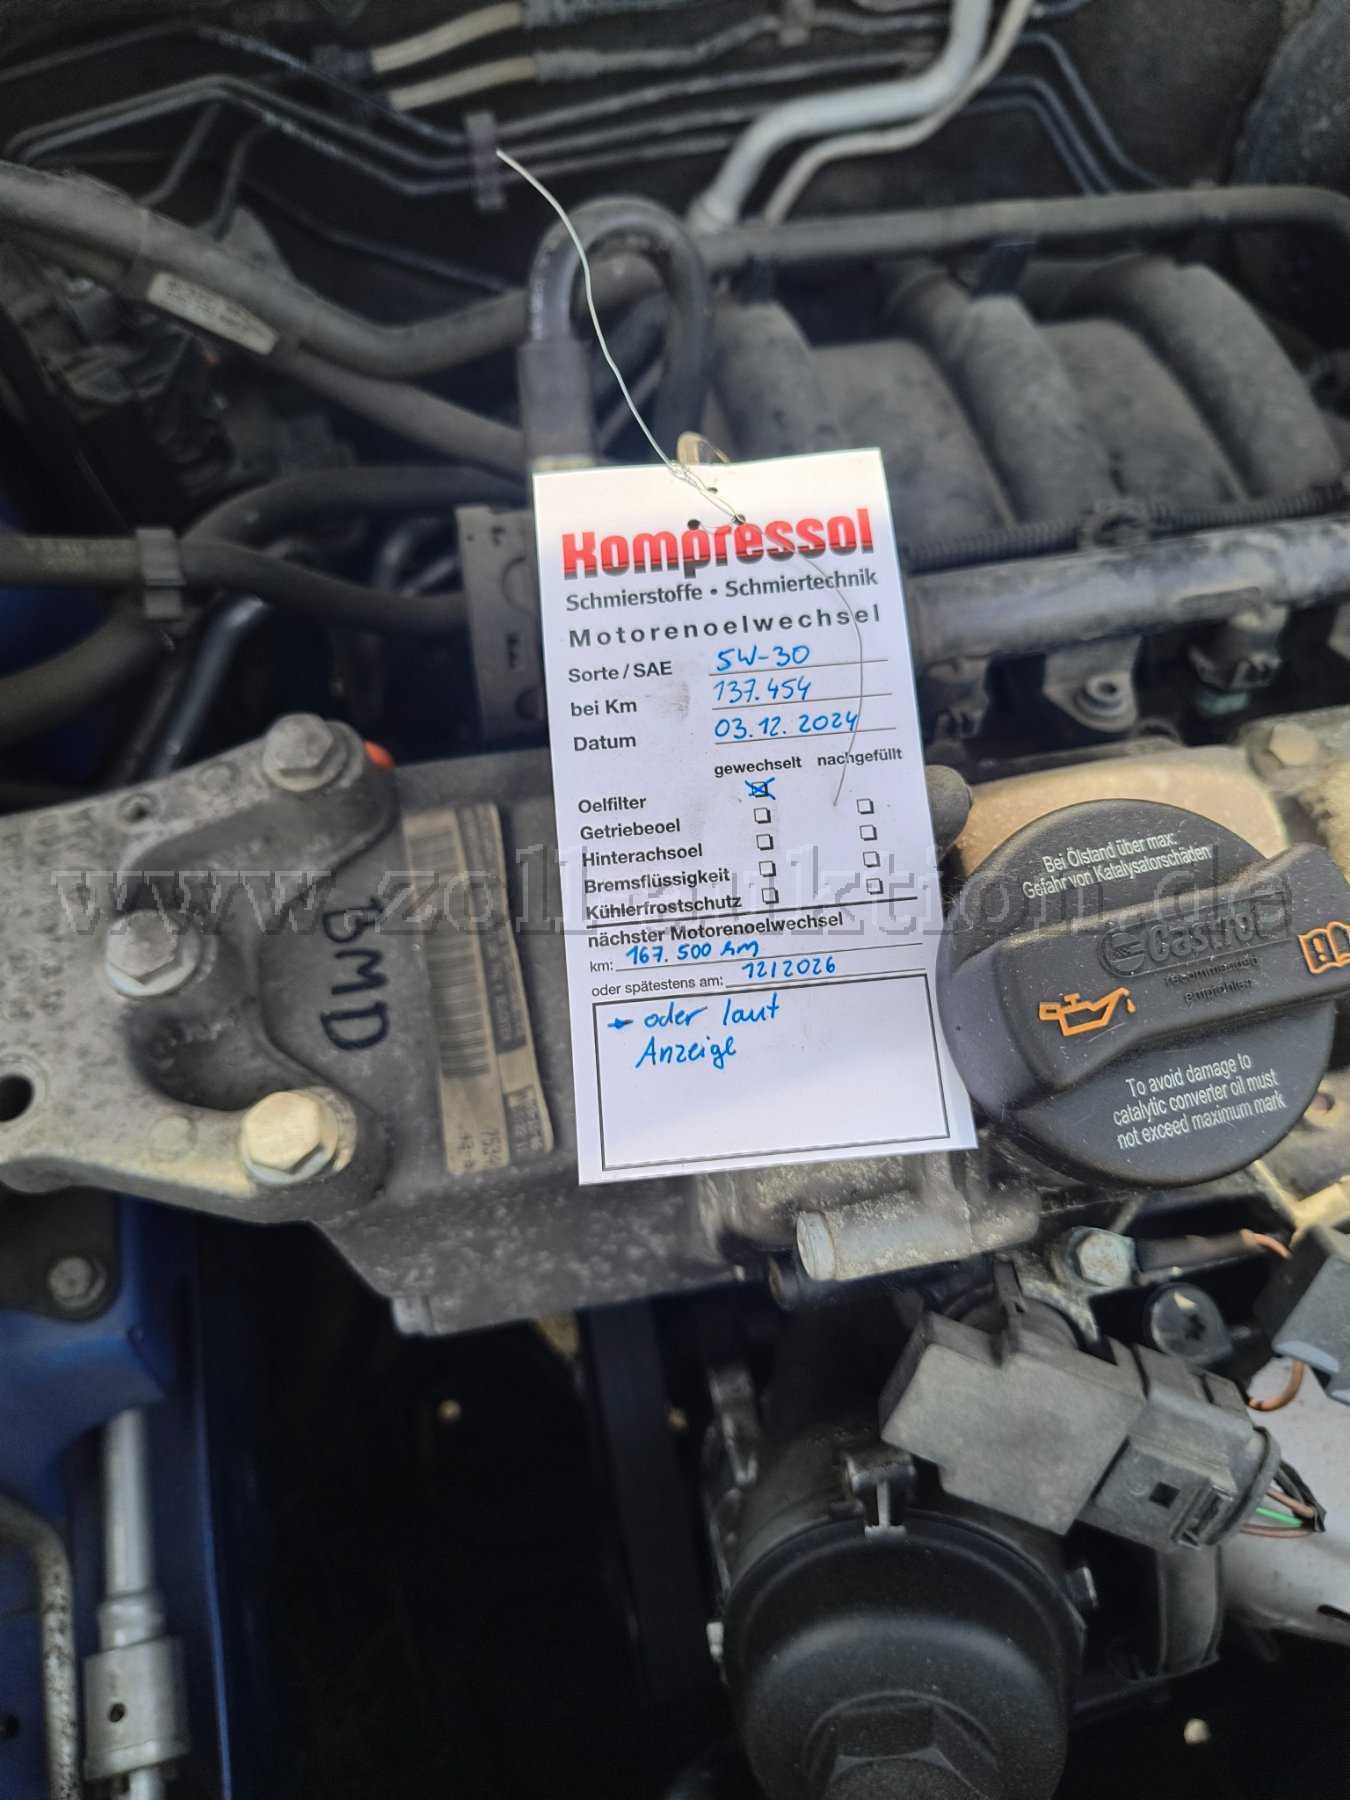 Kompressol
Schmierstoffe • Schmiertechnik
Motorenoelwechsel
Sorte / SAE 5W-30
bei Km 137.454
Datum 03.12.2024
gewechselt nachgefüllt
Oelfilter
Getriebeoel
Hinterachsoel
Bremsflüssigkeit
Kühlerfrostschutz
nächster Motorenoelwechsel
km: 167.500 km
oder spätestens am: 12/2026
oder laut
Anzeige
BMD
Bei Ölstand über max:
Gefahr von Katalysatorschäden
Castrol
recommended
empfohlen
To avoid damage to
catalytic converter oil must
not exceed maximum mark
www.zoll-auktion.de